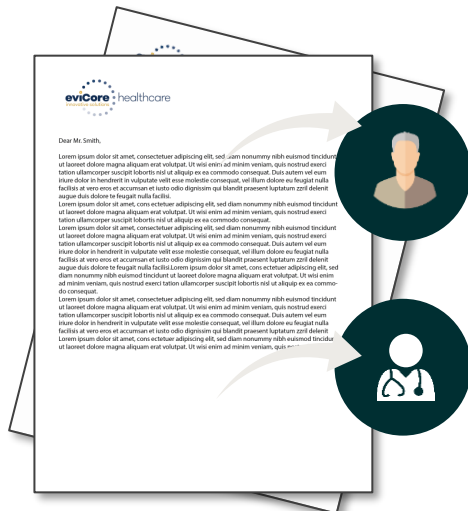 eviCore healthcare
innovative solutions
Dear Mr. Smith,
Lorem ipsum dolor sit amet, consectetuer adipiscing elit, sed diam nonummy nibh euismod tincidunt
ut laoreet dolore magna aliquam erat volutpat. Ut wisi enim ad minim veniam, quis nostrud exerci
tation ullamcorper suscipit lobortis nisl ut aliquip ex ea commodo consequat. Duis autem vel eum
iriure dolor in hendrerit in vulputate velit esse molestie consequat, vel illum dolore eu feugiat nulla
facilisis at vero eros et accumsan et iusto odio dignissim qui blandit praesent luptatum zzril delenit
augue duis dolore te feugait nulla facilisi.
Lorem ipsum dolor sit amet, cons ectetuer adipiscing elit, sed diam nonummy nibh euismod tincidunt
ut laoreet dolore magna aliquam erat volutpat. Ut wisi enim ad minim veniam, quis nostrud exerci
tation ullamcorper suscipit lobortis nisl ut aliquip ex ea commodo consequat.
Lorem ipsum dolor sit amet, consectetuer adipiscing elit, sed diam nonummy nibh euismod tincidunt
ut laoreet dolore magna aliquam erat volutpat. Ut wisi enim ad minim veniam, quis nostrud exerci
tation ullamcorper suscipit lobortis nisl ut aliquip ex ea commodo consequat. Duis autem vel eum
iriure dolor in hendrerit in vulputate velit esse molestie consequat, vel illum dolore eu feugiat nulla
facilisis at vero eros et accumsan et iusto odio dignissim qui blandit praesent luptatum zzril delenit
augue duis dolore te feugait nulla facilisi.Lorem ipsum dolor sit amet, cons ectetuer adipiscing elit, sed
diam nonummy nibh euismod tincidunt ut laoreet dolore magna aliquam erat volutpat. Ut wisi enim
ad minim veniam, quis nostrud exerci tation ullamcorper suscipit lobortis nisl ut aliquip ex ea commo-
do consequat.
Lorem ipsum dolor sit amet, consectetuer adipiscing elit, sed diam nonummy nibh euismod tincidunt
ut laoreet dolore magna aliquam erat volutpat. Ut wisi enim ad minim veniam, quis nostrud exerci
tation ullamcorper suscipit lobortis nisl ut aliquip ex ea commodo consequat. Duis autem vel eum
iriure dolor in hendrerit in vulputate velit esse molestie consequat, vel illum dolore eu feugiat nulla
facilisis at vero eros et accumsan et iusto odio dignissim qui blandit praesent luptatum zzril delenit
Lorem ipsum dolor sit amet, cons ectetuer adipiscing elit, sed diam nonummy nibh euismod tincidunt
ut laoreet dolore magna aliquam erat volutpat. Ut wisi enim ad minim veniam, quis